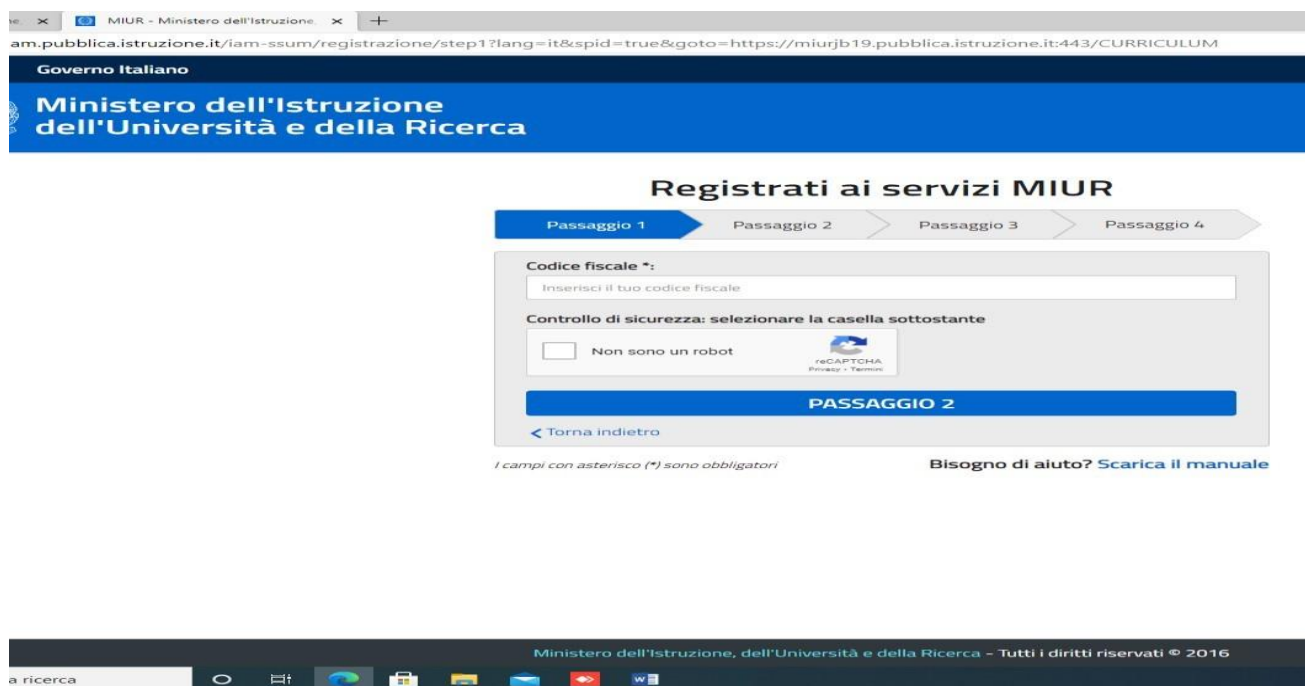 MIUR - Ministero dell'Istruzione,
am.pubblica.istruzione.it/iam-ssum/registrazione/step1?lang=it&spid=true&goto=https://miurjb19.pubblica.istruzione.it:443/CURRICULUM
Governo Italiano
Ministero dell'Istruzione
dell'Università e della Ricerca
Registrati ai servizi MIUR
Passaggio 1 Passaggio 2 Passaggio 3 Passaggio 4
Codice fiscale *:
Inserisci il tuo codice fiscale
Controllo di sicurezza: selezionare la casella sottostante
Non sono un robot
reCAPTCHA
Privacy - Termini
PASSAGGIO 2
Torna indietro
I campi con asterisco (*) sono obbligatori Bisogno di aiuto? Scarica il manuale
Ministero dell'Istruzione, dell'Università e della Ricerca - Tutti i diritti riservati © 2016
a ricerca